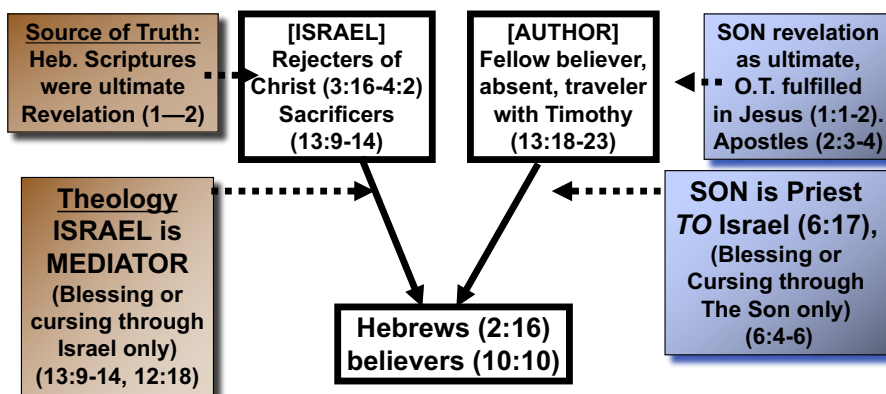 Source of Truth:
Heb. Scriptures
were ultimate
Revelation (1—2)
[ISRAEL]
Rejecters of
Christ (3:16-4:2)
Sacrificers
(13:9-14)
[AUTHOR]
Fellow believer,
absent, traveler
with Timothy
(13:18-23)
SON revelation
as ultimate,
O.T. fulfilled
in Jesus (1:1-2).
Apostles (2:3-4)
Theology
ISRAEL is
MEDIATOR
(Blessing or
cursing through
Israel only)
(13:9-14, 12:18)
SON is Priest
TO Israel (6:17),
(Blessing or
Cursing through
The Son only)
(6:4-6)
Hebrews (2:16)
believers (10:10)